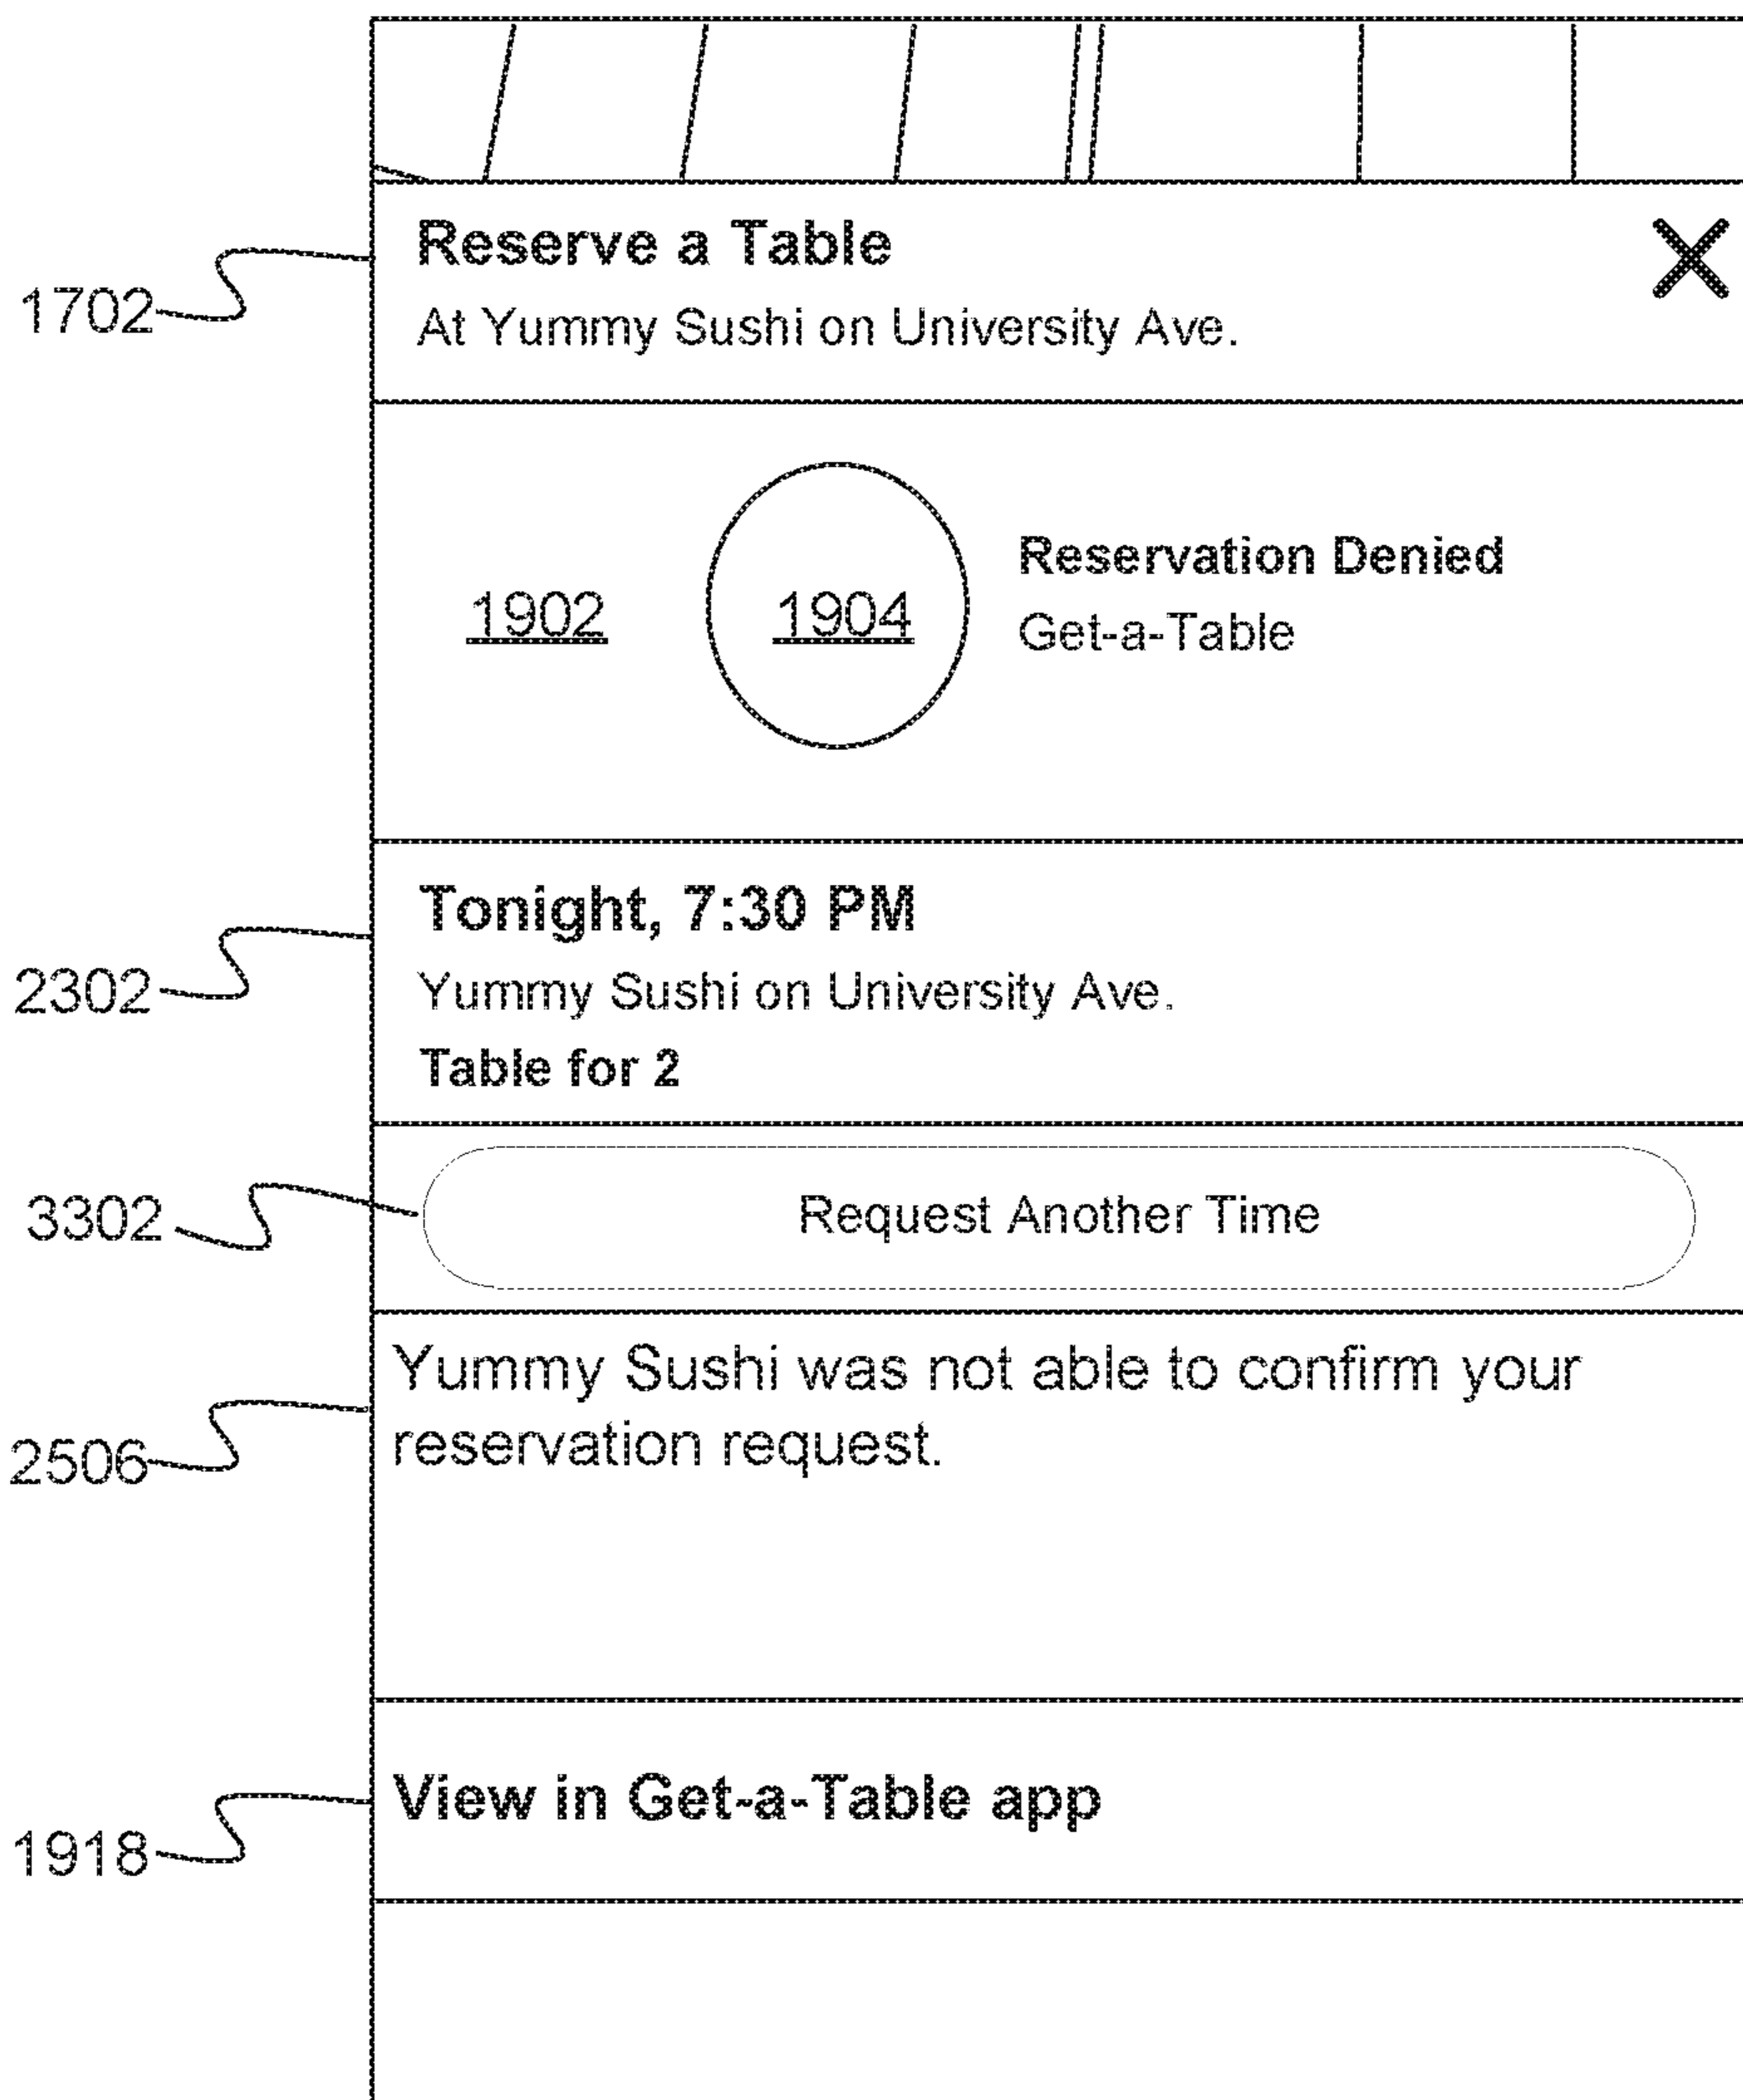 1702
Reserve a Table
At Yummy Sushi on University Ave.
1902
1904
Reservation Denied
Get-a-Table
2302
Tonight, 7:30 PM
Yummy Sushi on University Ave.
Table for 2
3302
Request Another Time
2506
Yummy Sushi was not able to confirm your
reservation request.
1918
View in Get-a-Table app